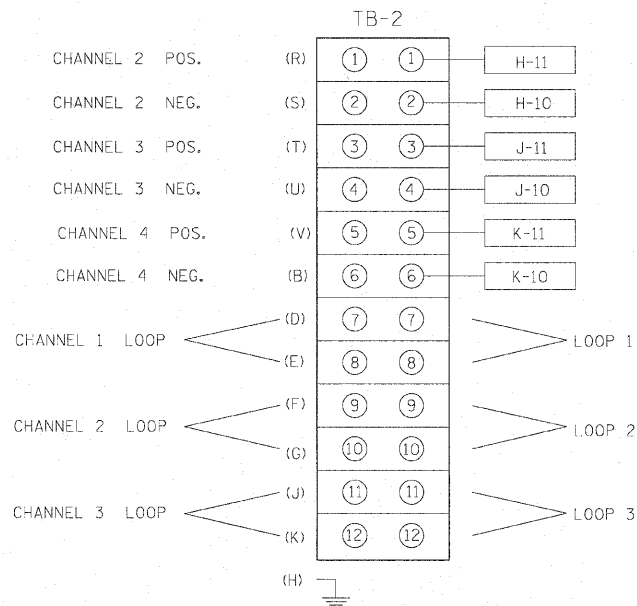 TB-2
CHANNEL 2 POS. (R) 1 1 H-11
CHANNEL 2 NEG. (S) 2 2 H-10
CHANNEL 3 POS. (T) 3 3 J-11
CHANNEL 3 NEG. (U) 4 4 J-10
CHANNEL 4 POS. (V) 5 5 K-11
CHANNEL 4 NEG. (B) 6 6 K-10
(D) 7 7
CHANNEL 1 LOOP LOOP 1
(E) 8 8
(F) 9 9
CHANNEL 2 LOOP LOOP 2
(G) 10 10
(J) 11 11
CHANNEL 3 LOOP LOOP 3
(K) 12 12
(H)